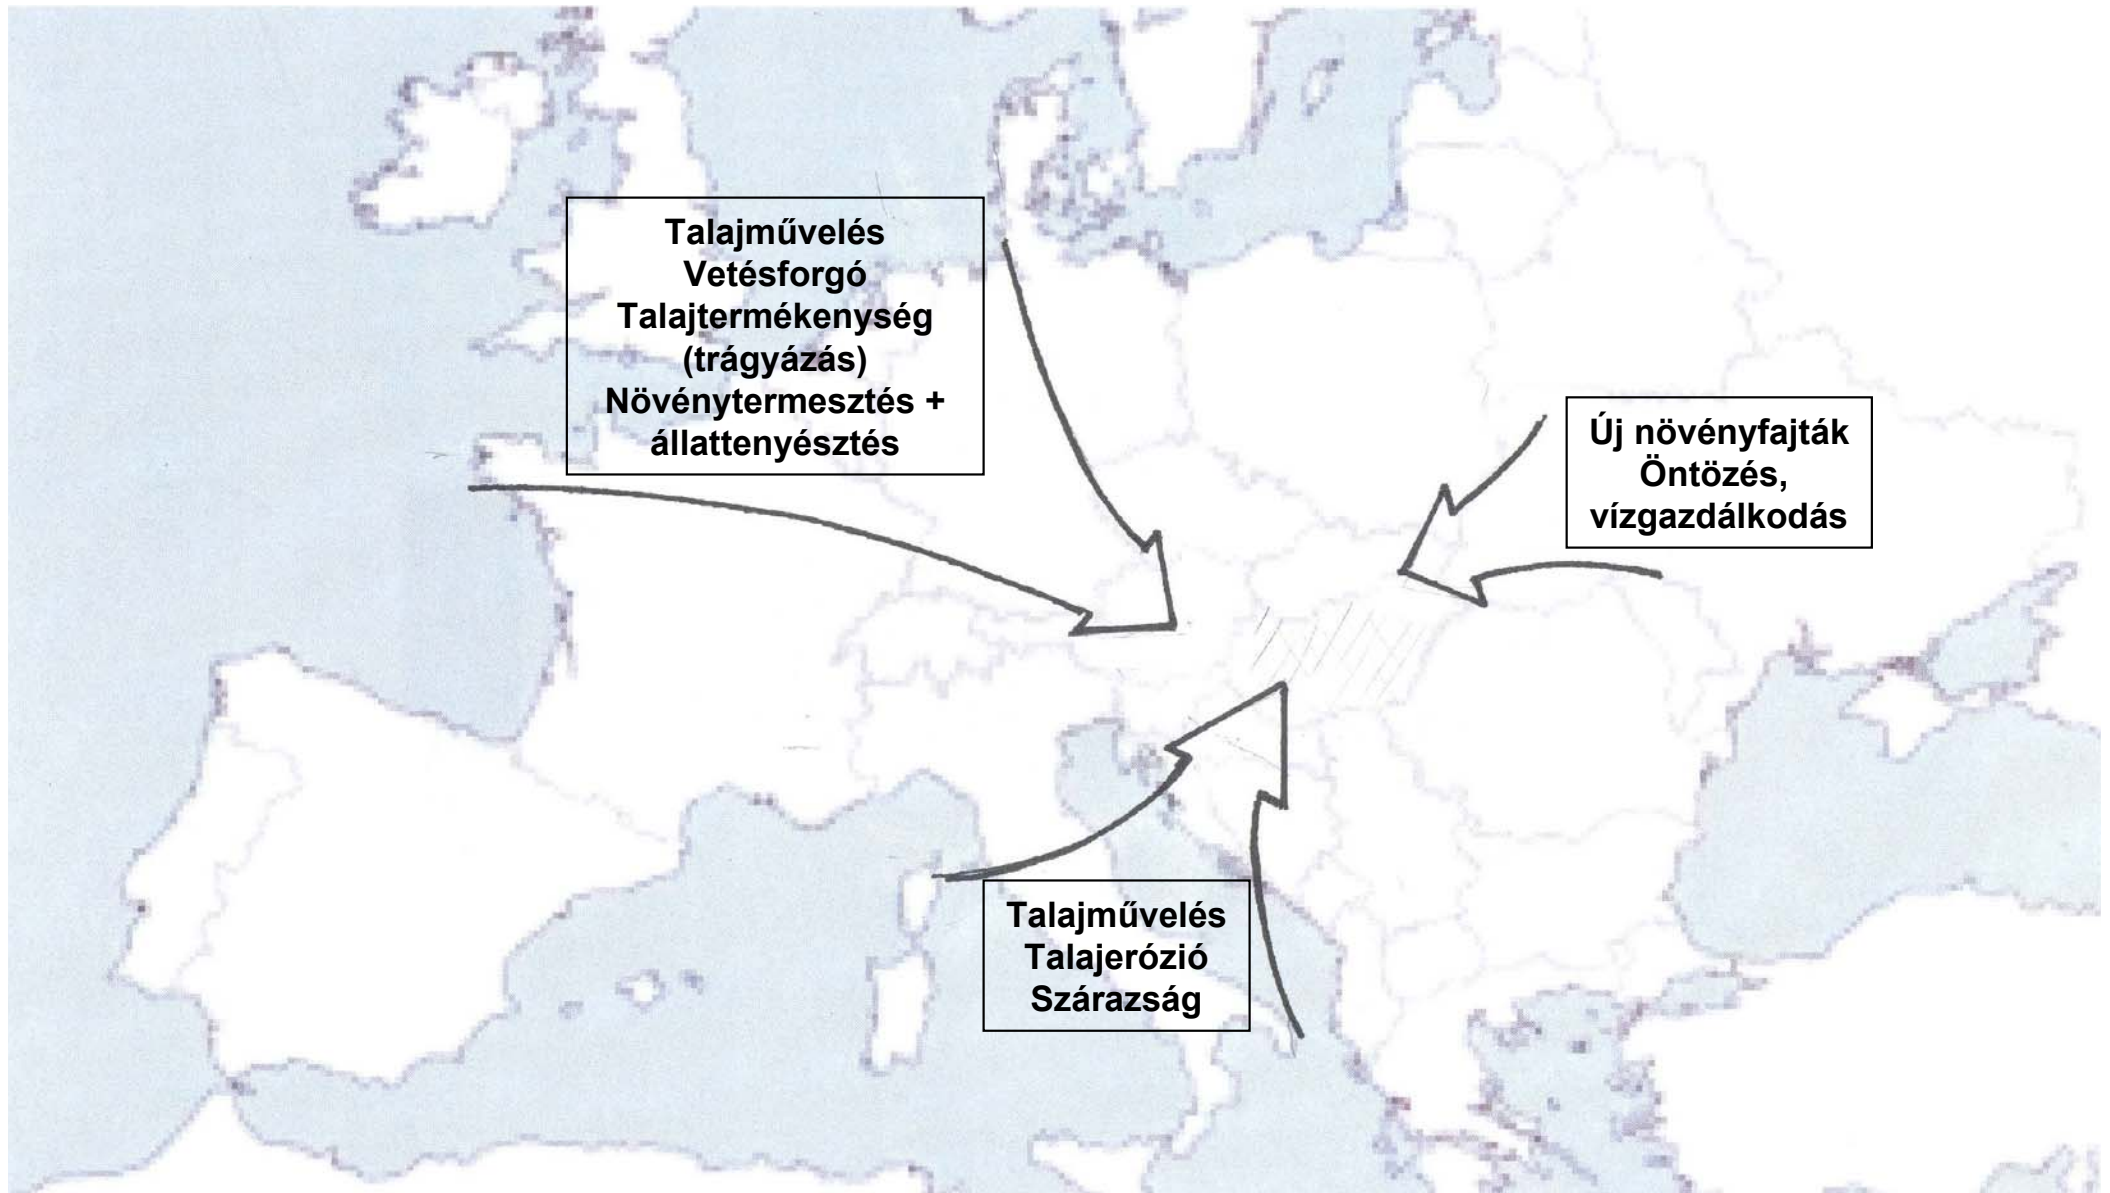 Talajművelés
Vetésforgó
Talajtermékenység
(trágyázás)
Növénytermesztés +
állattenyésztés
Új növényfajták
Öntözés,
vízgazdálkodás
Talajművelés
Talajerózió
Szárazság